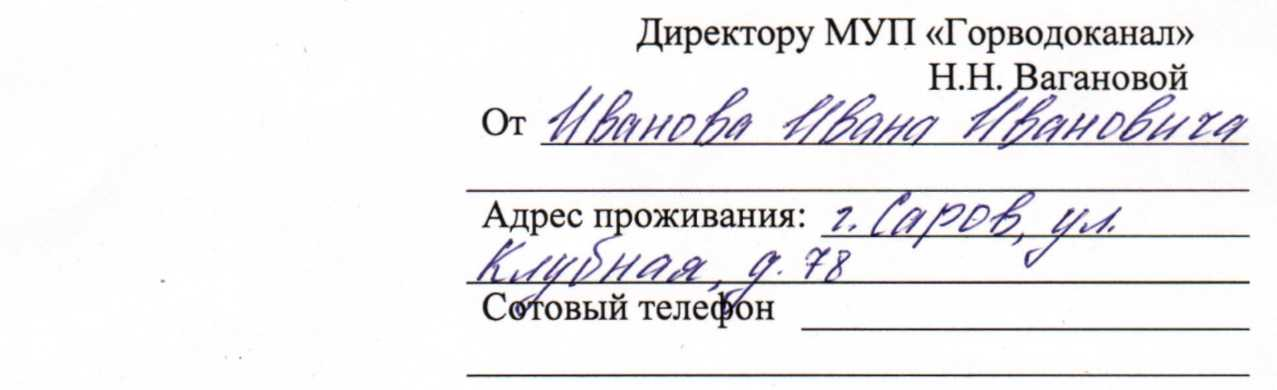 Директору МУП «Горводоканал»
Н.Н. Вагановой
От Иванова Ивана Ивановича
Адрес проживания: г. Саров, ул.
Клубная, д. 78
Сотовый телефон